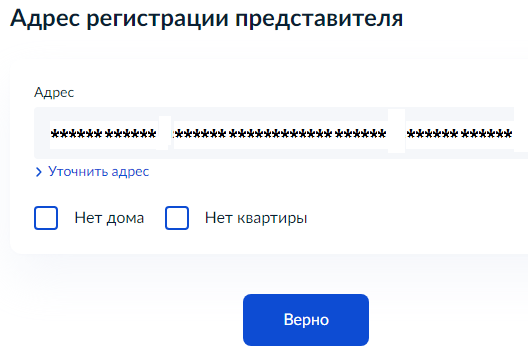 Адрес регистрации представителя
Адрес
************ ************************* ************
Уточнить адрес
Нет дома Нет квартиры
Верно